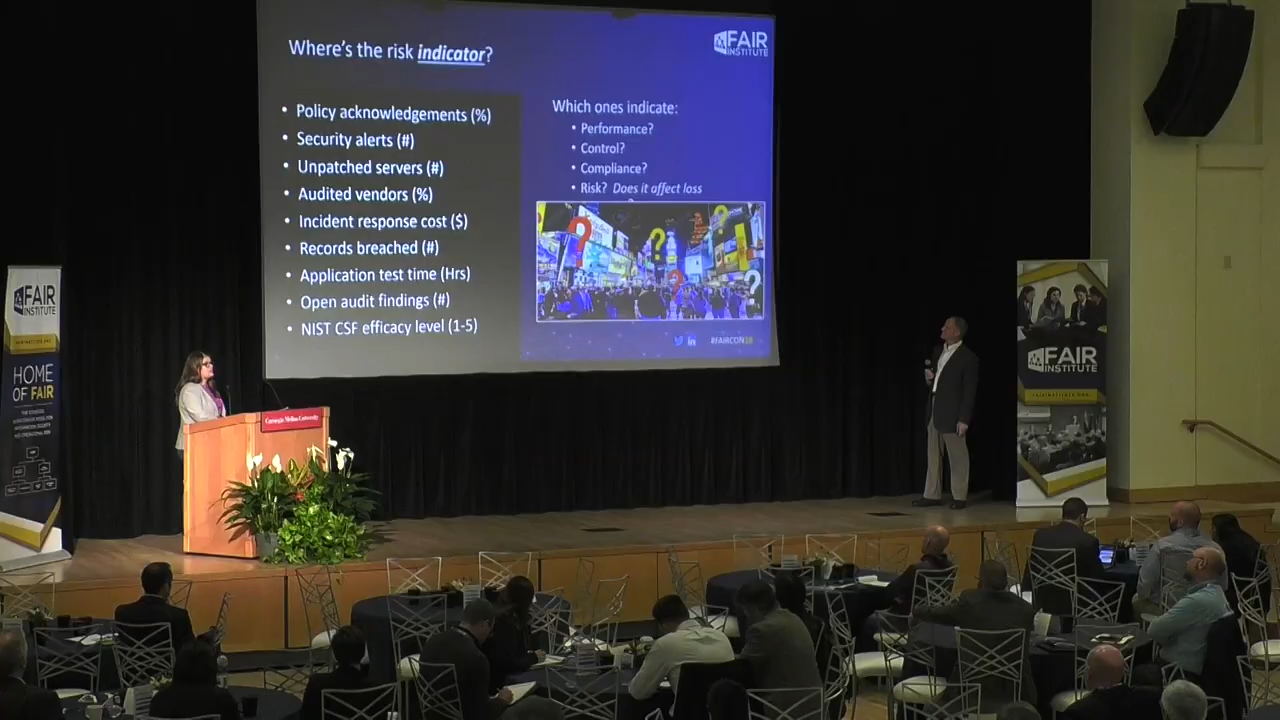 Where's the risk indicator?
FAIR
INSTITUTE
• Policy acknowledgements (%)
• Security alerts (#)
• Unpatched servers (#)
• Audited vendors (%)
• Incident response cost ($)
• Records breached (#)
• Application test time (Hrs)
• Open audit findings (#)
• NIST CSF efficacy level (1-5)
Which ones indicate:
• Performance?
• Control?
• Compliance?
• Risk? Does it affect loss
? ? ? ? ?
in #FAIRCON18
FAIR
INSTITUTE
HOME
OF FAIR
Carnegie Mellon University
FAIR
INSTITUTE